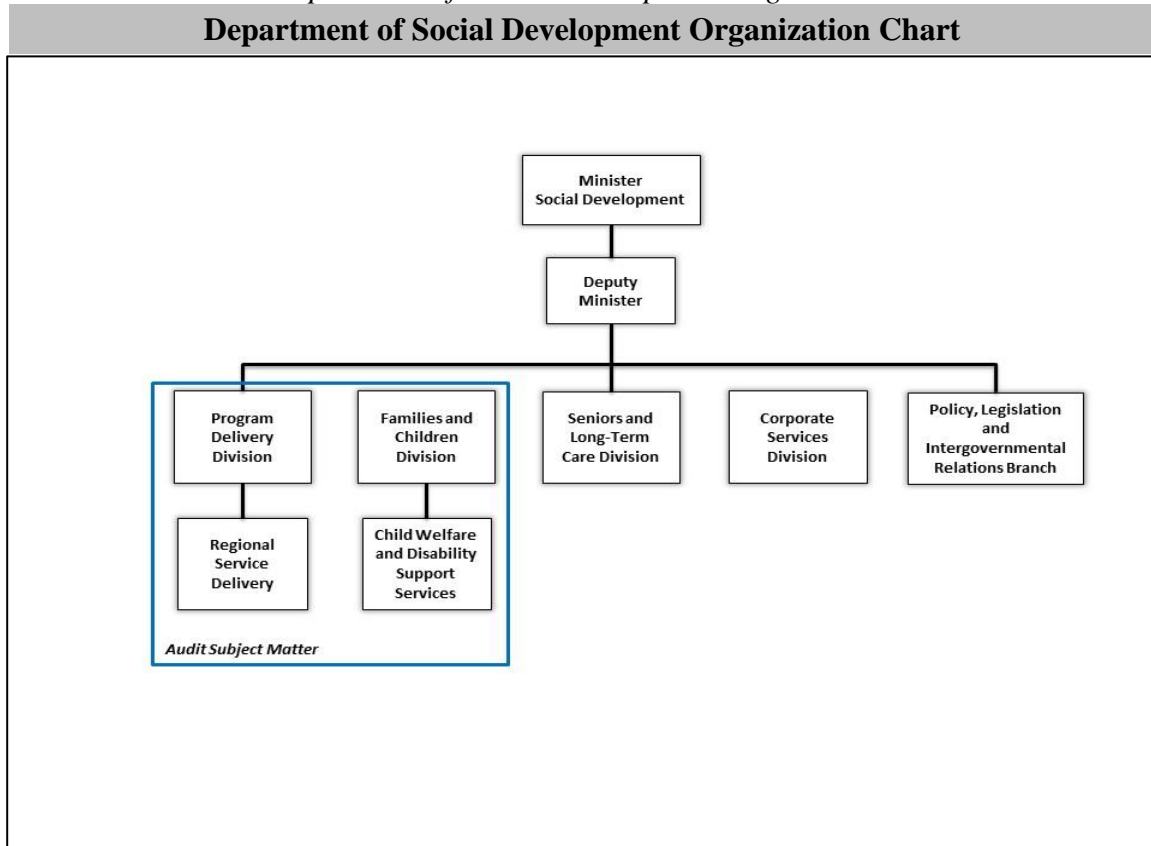 Department of Social Development Organization Chart
Minister
Social Development
Deputy
Minister
Program
Delivery
Division
Families and
Children
Division
Seniors and
Long-Term
Care Division
Corporate
Services
Division
Policy, Legislation
and
Intergovernmental
Relations Branch
Regional
Service
Delivery
Child Welfare
and Disability
Support
Services
Audit Subject Matter